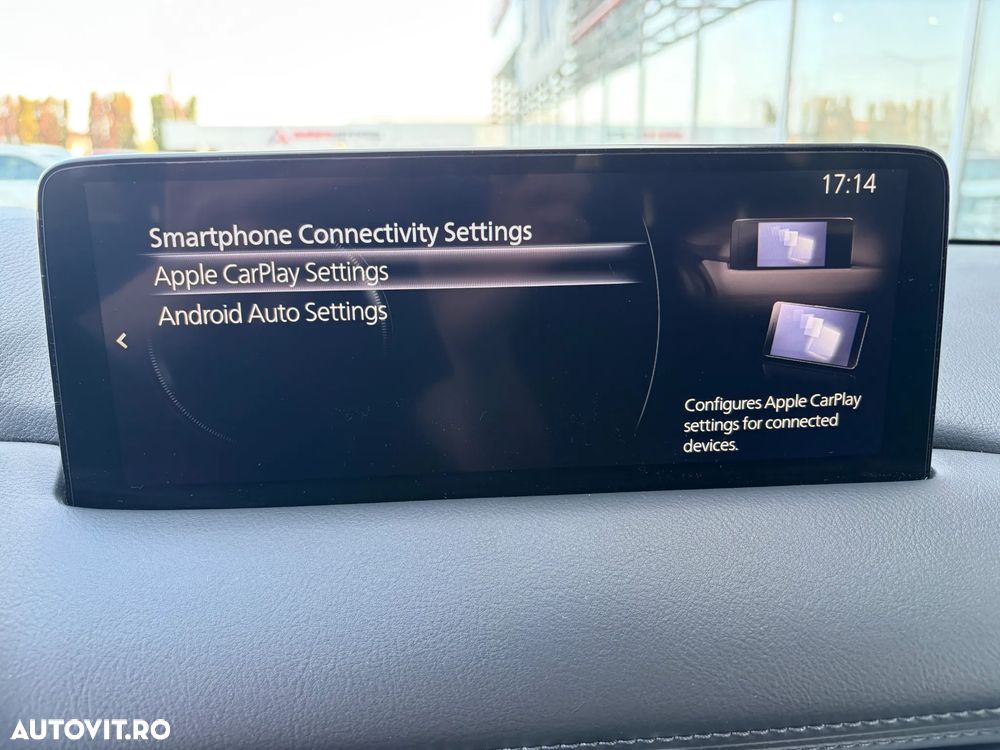 17:14
Smartphone Connectivity Settings
Apple CarPlay Settings
Android Auto Settings
Configures Apple CarPlay
settings for connected
devices.
AUTOVIT.RO